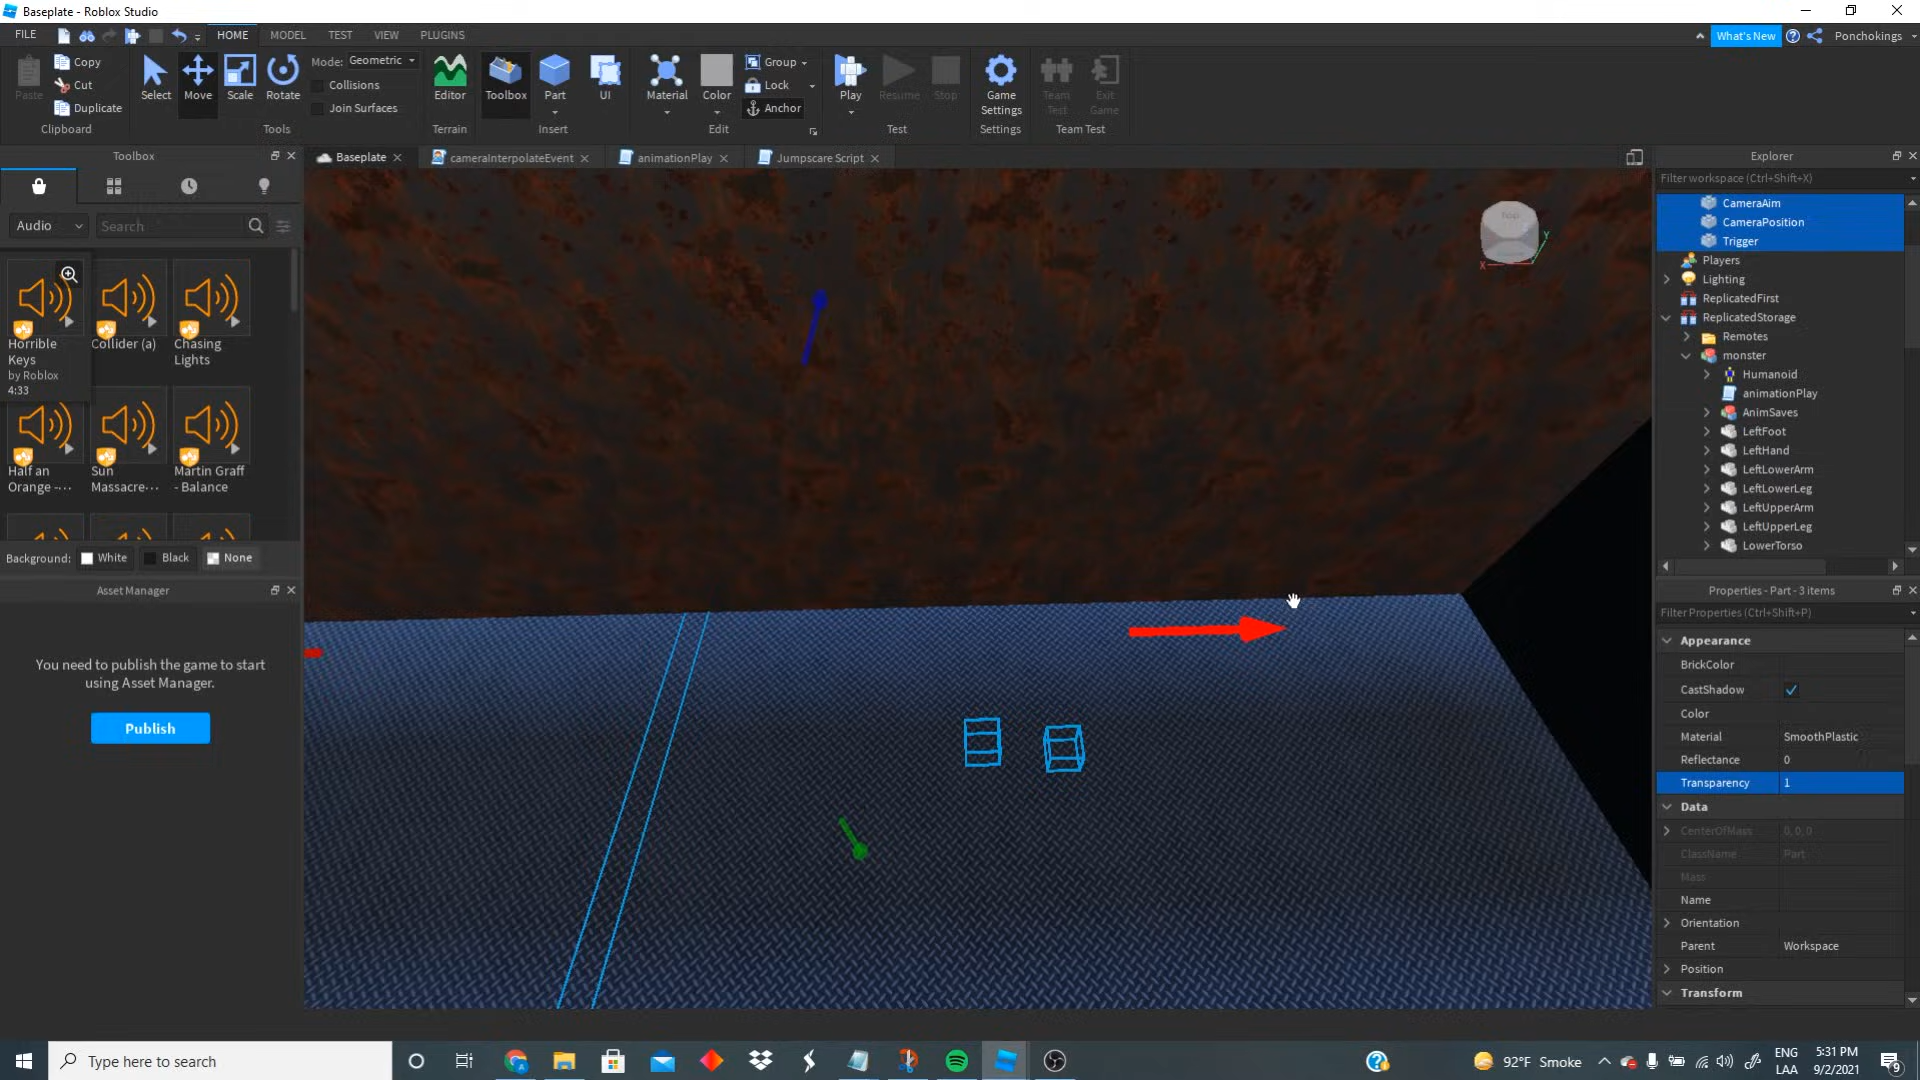 Baseplate - Roblox Studio
FILE
HOME
MODEL
TEST
VIEW
PLUGINS
What's New
Ponchokings
Paste
Copy
Cut
Duplicate
Clipboard
Select
Move
Scale
Rotate
Mode: Geometric
Collisions
Join Surfaces
Tools
Editor
Terrain
Toolbox
Part
UI
Insert
Material
Color
Group
Lock
Anchor
Edit
Play
Resume
Stop
Test
Game
Settings
Settings
Team
Test
Exit
Game
Team Test
Toolbox
Audio
Search
Horrible
Keys
by Roblox
4:33
Collider (a)
Chasing
Lights
Half an
Orange -...
Sun
Massacre...
Martin Graff
- Balance
Background:
White
Black
None
Asset Manager
You need to publish the game to start
using Asset Manager.
Publish
Baseplate
cameraInterpolateEvent
animationPlay
Jumpscare Script
Top
X
Y
Explorer
Filter workspace (Ctrl+Shift+X)
CameraAim
CameraPosition
Trigger
Players
Lighting
ReplicatedFirst
ReplicatedStorage
Remotes
monster
Humanoid
animationPlay
AnimSaves
LeftFoot
LeftHand
LeftLowerArm
LeftLowerLeg
LeftUpperArm
LeftUpperLeg
LowerTorso
Properties - Part - 3 items
Filter Properties (Ctrl+Shift+P)
Appearance
BrickColor
CastShadow
Color
Material SmoothPlastic
Reflectance 0
Transparency 1
Data
CenterOfMass 0, 0, 0
ClassName Part
Mass
Name
Orientation
Parent Workspace
Position
Transform
Type here to search
92°F Smoke
ENG
LAA
5:31 PM
9/2/2021
9